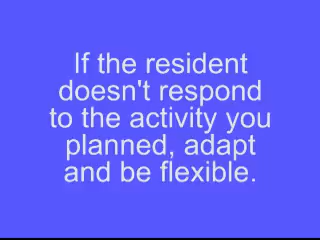 If the resident
doesn't respond
to the activity you
planned, adapt
and be flexible.